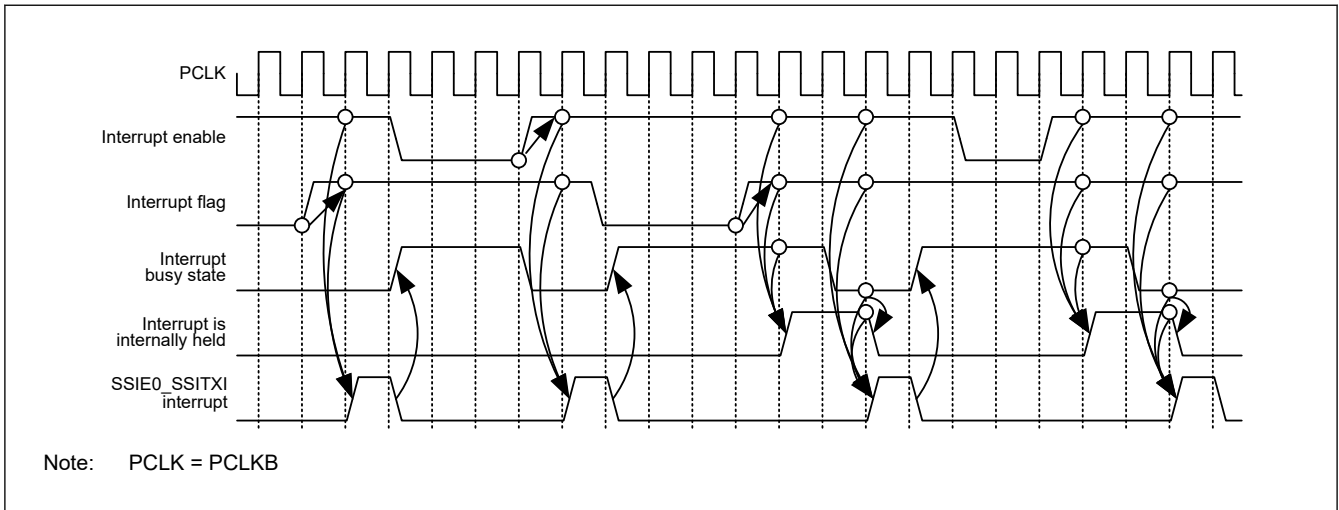 PCLK
Interrupt enable
Interrupt flag
Interrupt
busy state
Interrupt is
internally held
SSIE0_SSITXI
interrupt
Note: PCLK = PCLKB